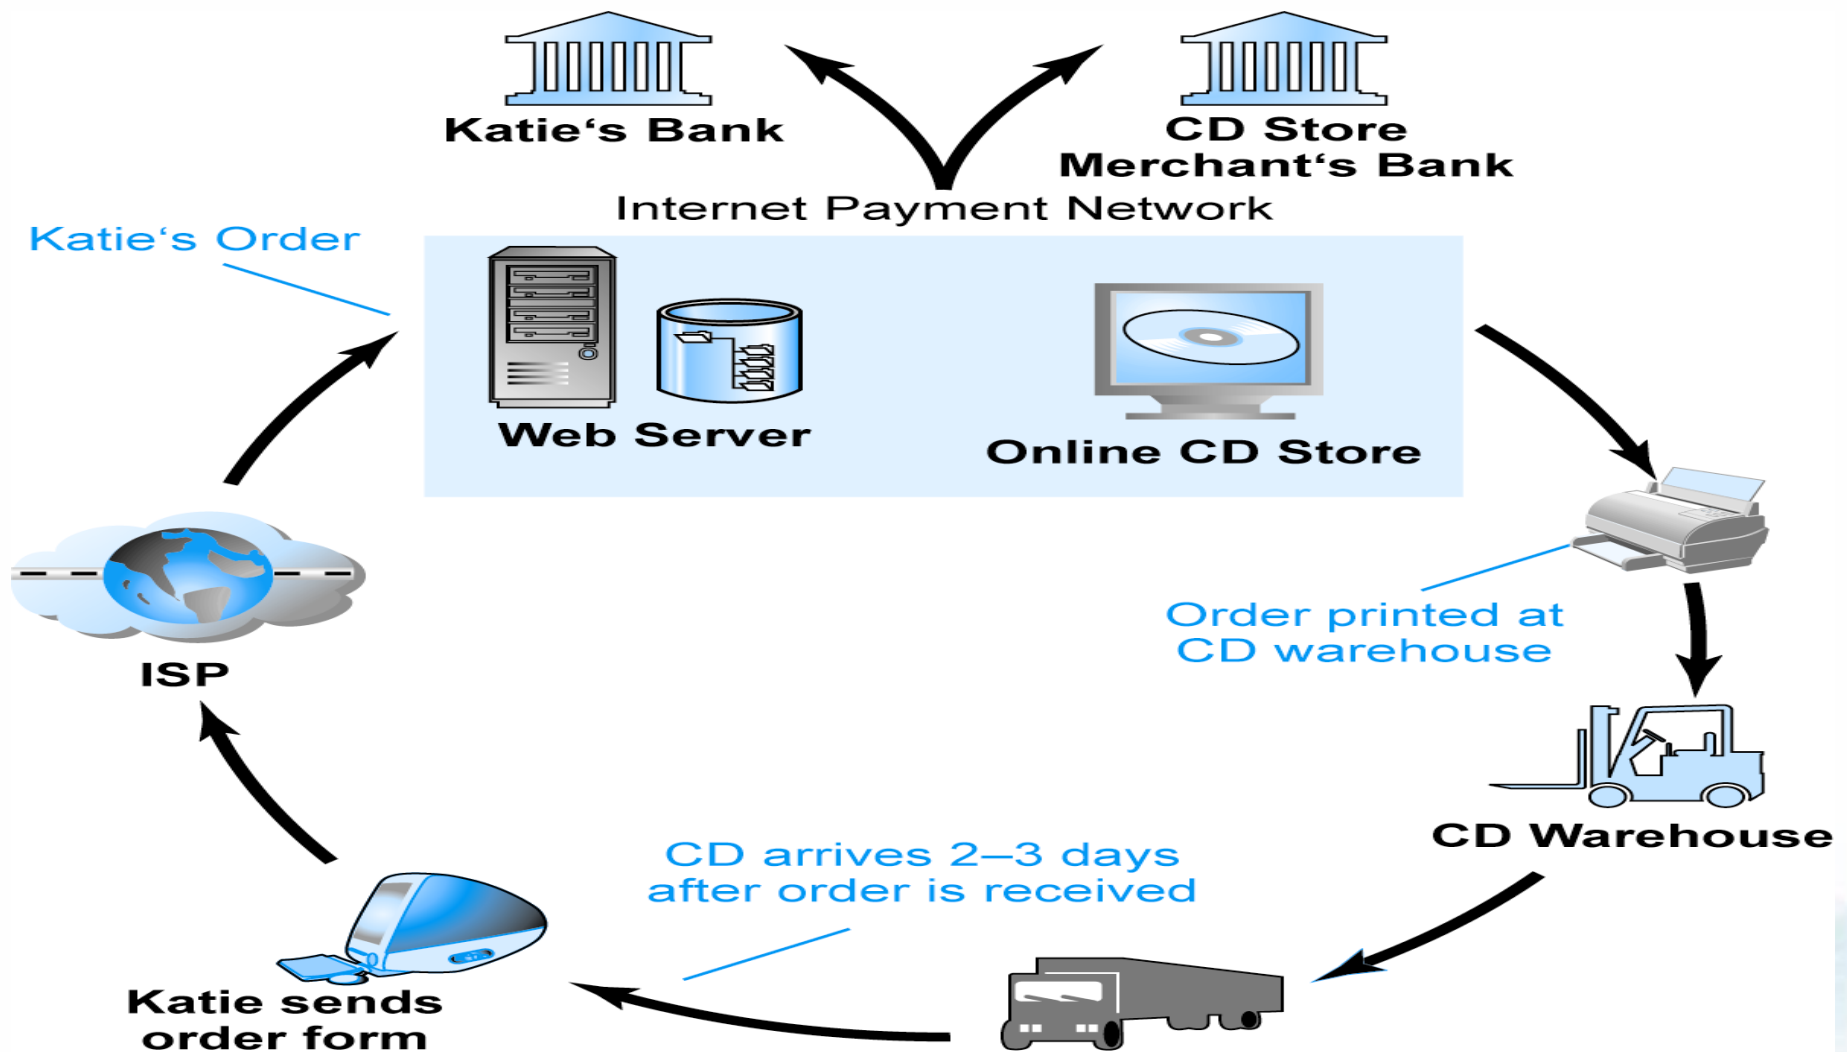 Katie‘s Bank
CD Store
Merchant‘s Bank
Internet Payment Network
Katie‘s Order
Web Server
Online CD Store
ISP
Order printed at
CD warehouse
CD Warehouse
CD arrives 2–3 days
after order is received
Katie sends
order form